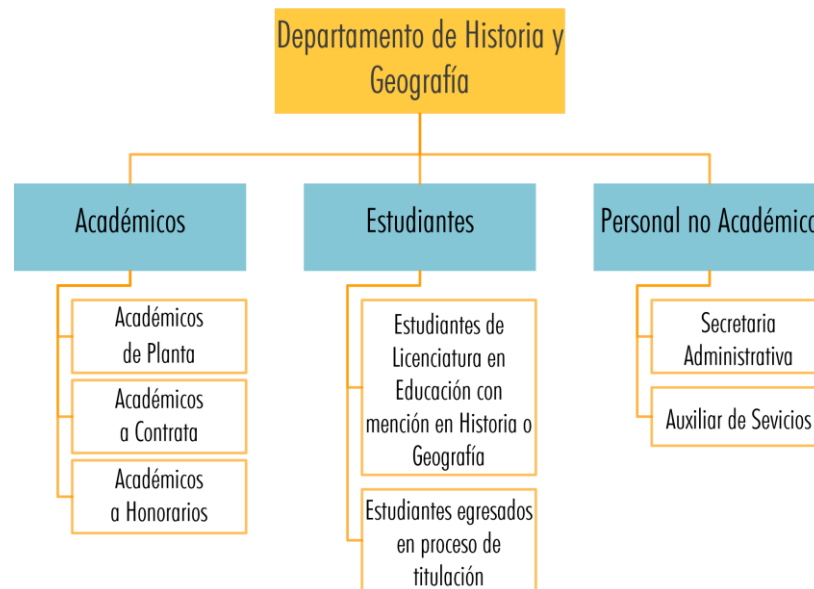 Departamento de Historia y
Geografía
Académicos
Estudiantes
Personal no Académico
Académicos
de Planta
Académicos
a Contrata
Académicos
a Honorarios
Estudiantes de
Licenciatura en
Educación con
mención en Historia o
Geografía
Estudiantes egresados
en proceso de
titulación
Secretaria
Administrativa
Auxiliar de Sevicios